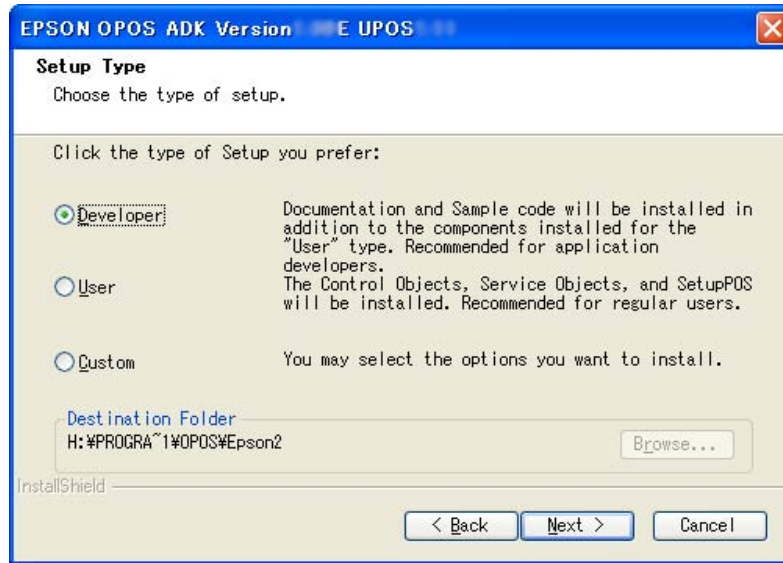 EPSON OPOS ADK Version E UPOS
Setup Type
Choose the type of setup.
Click the type of Setup you prefer:
Developer
Documentation and Sample code will be installed in
addition to the components installed for the
"User" type. Recommended for application
developers.
User
The Control Objects, Service Objects, and SetupPOS
will be installed. Recommended for regular users.
Custom
You may select the options you want to install.
Destination Folder
H:¥PROGRA~1¥OPOS¥Epson2
Browse...
InstallShield
< Back
Next >
Cancel